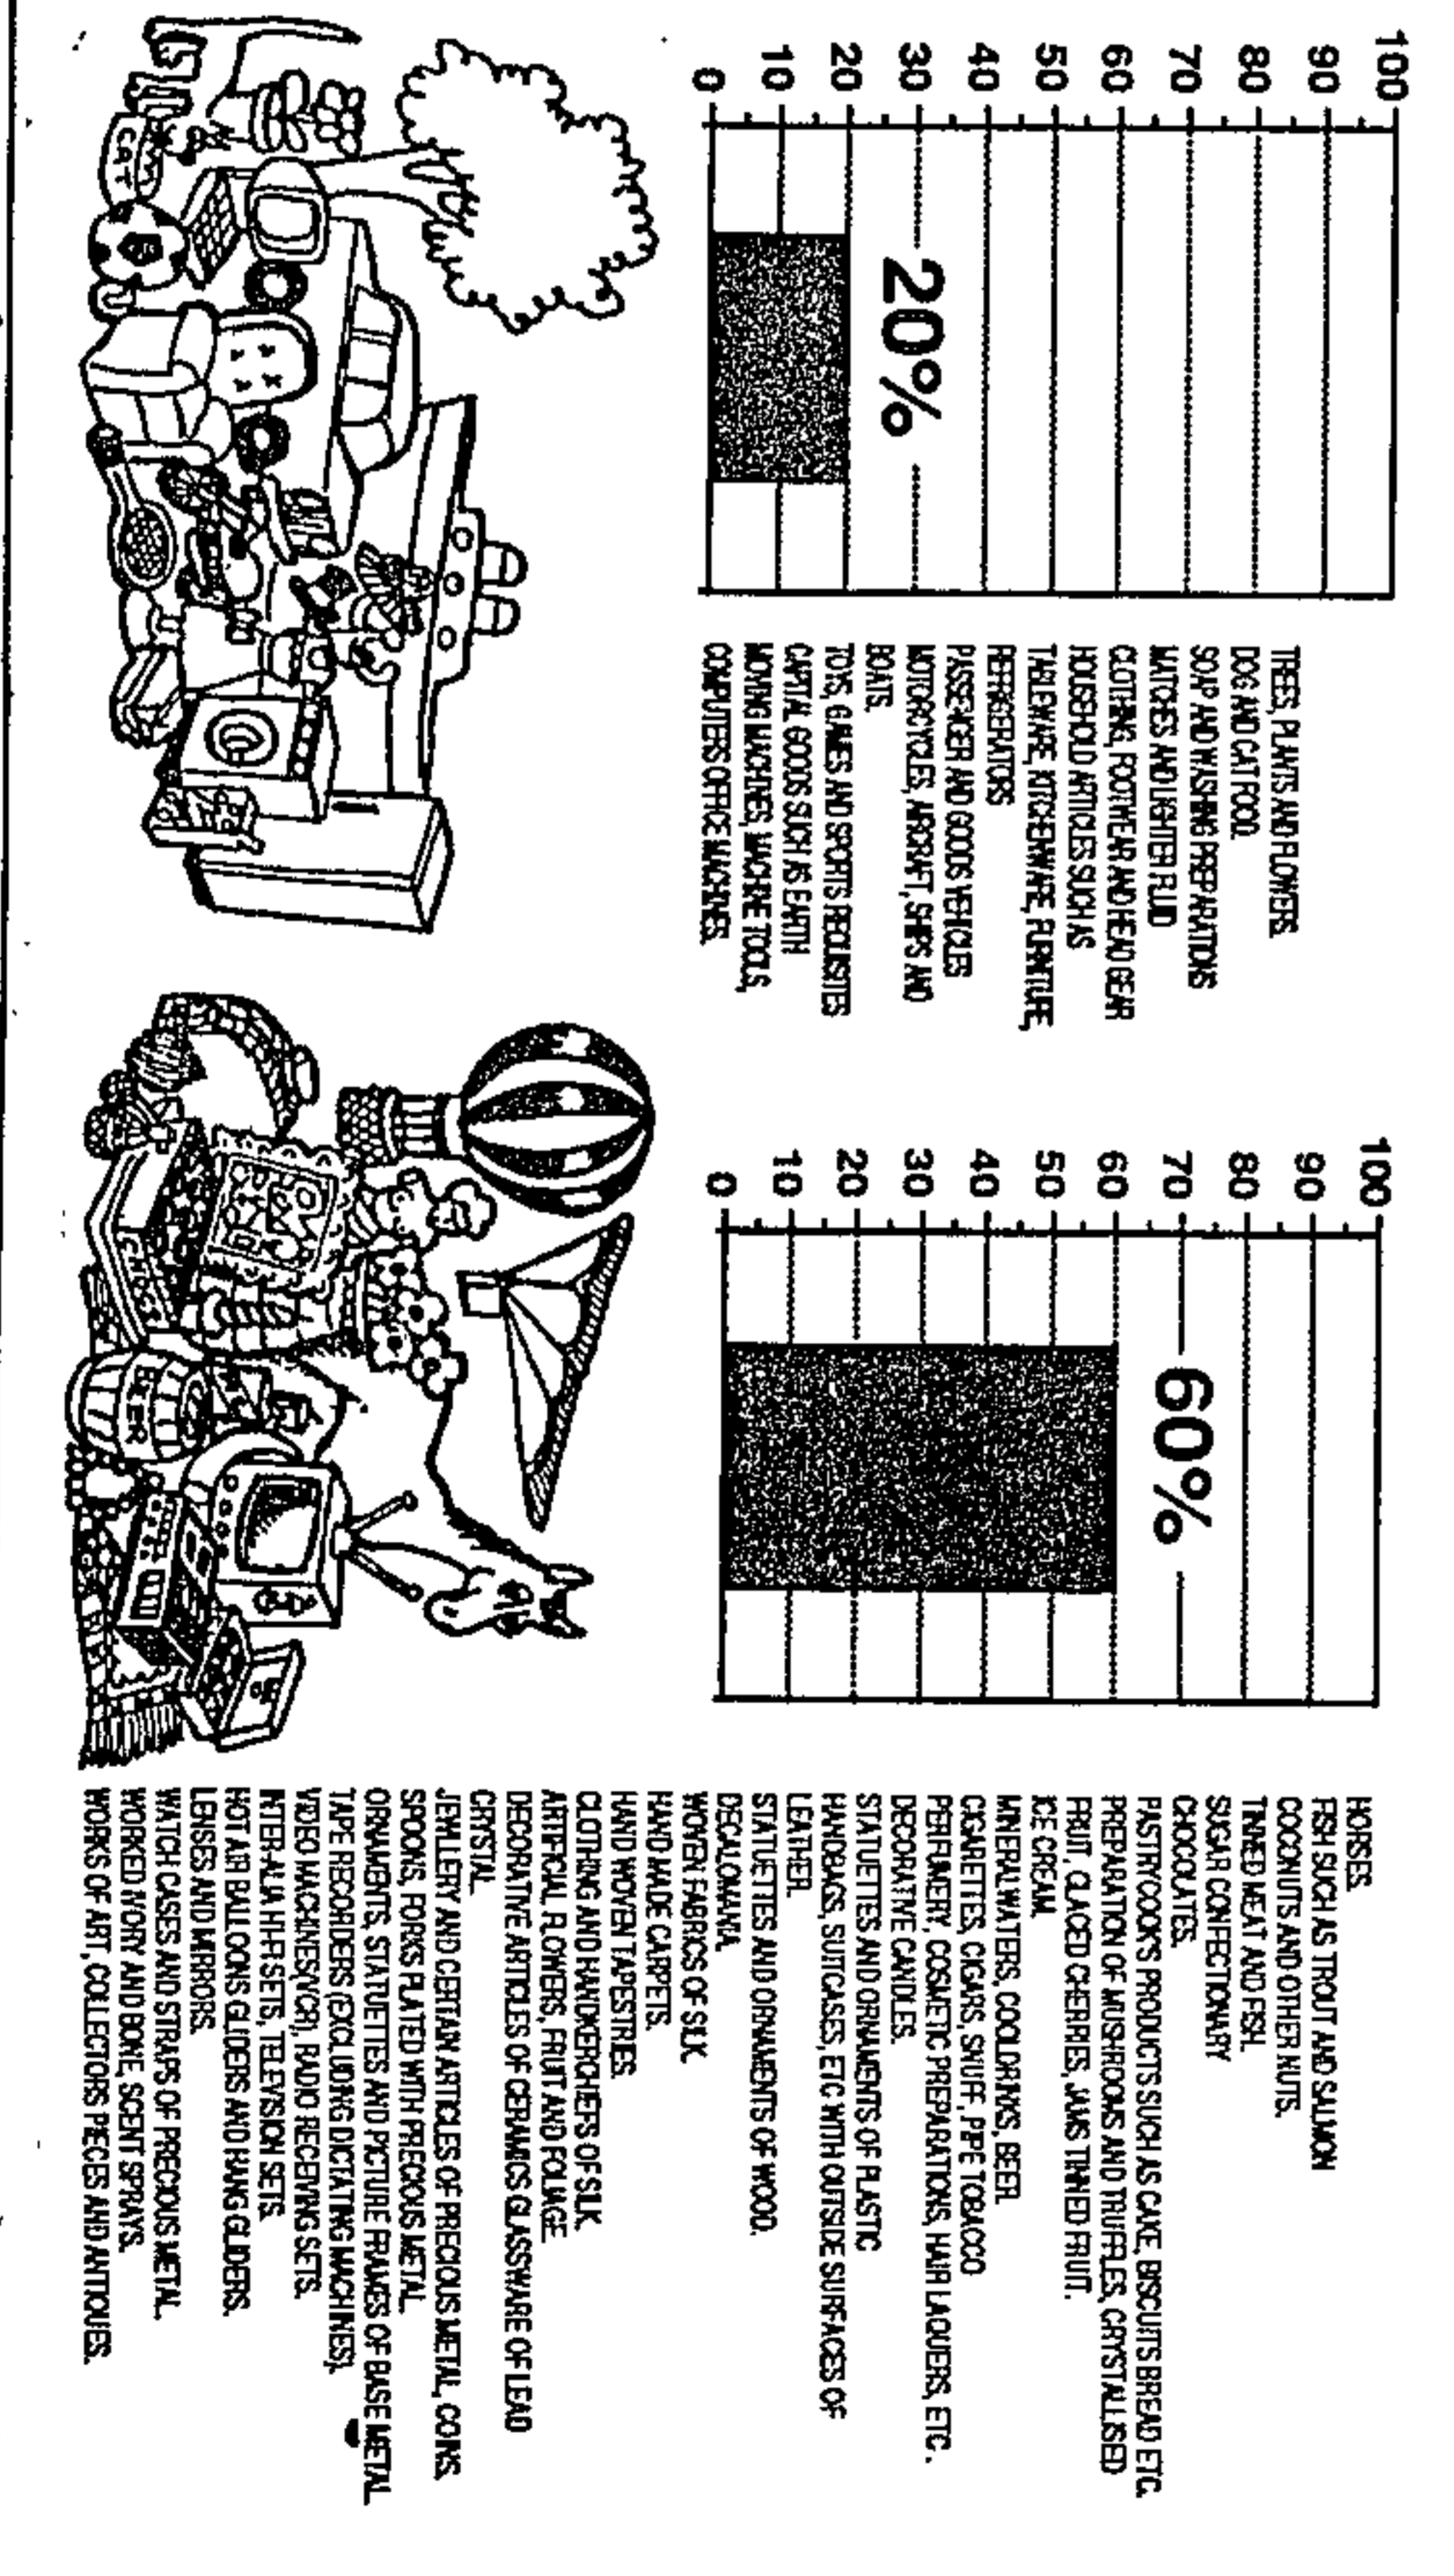 100
90
80
70
60
50
40
30
20
10
0
20%
TREES, PLANTS AND FLOWERS.
DOG AND CAT FOOD.
SOAP AND WASHING PREPARATIONS
MATCHES AND LIGHTER FLUID
CLOTHING, FOOTWEAR AND HEAD GEAR
HOUSEHOLD ARTICLES SUCH AS
TABLEWARE, KITCHENWARE, FURNITURE,
REFRIGERATORS
PASSENGER AND GOODS VEHICLES
MOTORCYCLES, AIRCRAFT, SHIPS AND
BOATS.
TOYS, GAMES AND SPORTS REQUISITES
CAPITAL GOODS SUCH AS EARTH
MOVING MACHINES, MACHINE TOOLS,
COMPUTERS OFFICE MACHINES.
CAT
100
90
80
70
60
50
40
30
20
10
0
60%
HORSES.
FISH SUCH AS TROUT AND SALMON
COCONUTS AND OTHER NUTS.
TINNED MEAT AND FISH.
SUGAR CONFECTIONARY
CHOCOLATES.
PASTRYCOOKS PRODUCTS SUCH AS CAKE, BISCUITS BREAD ETC.
PREPARATION OF MUSHROOMS AND TRUFFLES, CRYSTALLISED
FRUIT, GLACED CHERRIES, JAMS TINNED FRUIT.
ICE CREAM.
MINERAL WATERS, COOLDRINKS, BEER
CIGARETTES, CIGARS, SNUFF, PIPE TOBACCO
PERFUMERY, COSMETIC PREPARATIONS, HAIR LAQUERS, ETC.
DECORATIVE CANDLES.
STATUETTES AND ORNAMENTS OF PLASTIC
HANDBAGS, SUITCASES, ETC WITH OUTSIDE SURFACES OF
LEATHER.
STATUETTES AND ORNAMENTS OF WOOD.
DECALOMANIA.
WOVEN FABRICS OF SILK
HAND MADE CARPETS.
HAND WOVEN TAPESTRIES.
CLOTHING AND HANDKERCHIEFS OF SILK.
ARTIFICIAL FLOWERS, FRUIT AND FOLIAGE.
DECORATIVE ARTICLES OF CERAMICS GLASSWARE OF LEAD
CRYSTAL.
JEWLLERY AND CERTAIN ARTICLES OF PRECIOUS METAL, COINS,
SPOONS, FORKS PLATED WITH PRECIOUS METAL.
ORNAMENTS, STATUETTES AND PICTURE FRAMES OF BASE METAL
TAPE RECORDERS (EXCLUDING DICTATING MACHINES).
VIDEO MACHINES(VCR), RADIO RECEIVING SETS.
INTER-ALIA HI-FI SETS, TELEVISION SETS.
HOT AIR BALLOONS GLIDERS AND HANG GLIDERS.
LENSES AND MIRRORS.
WATCH CASES AND STRAPS OF PRECIOUS METAL.
WORKED IVORY AND BONE, SCENT SPRAYS.
WORKS OF ART, COLLECTORS PIECES AND ANTIQUES.
CHOCS
BEER